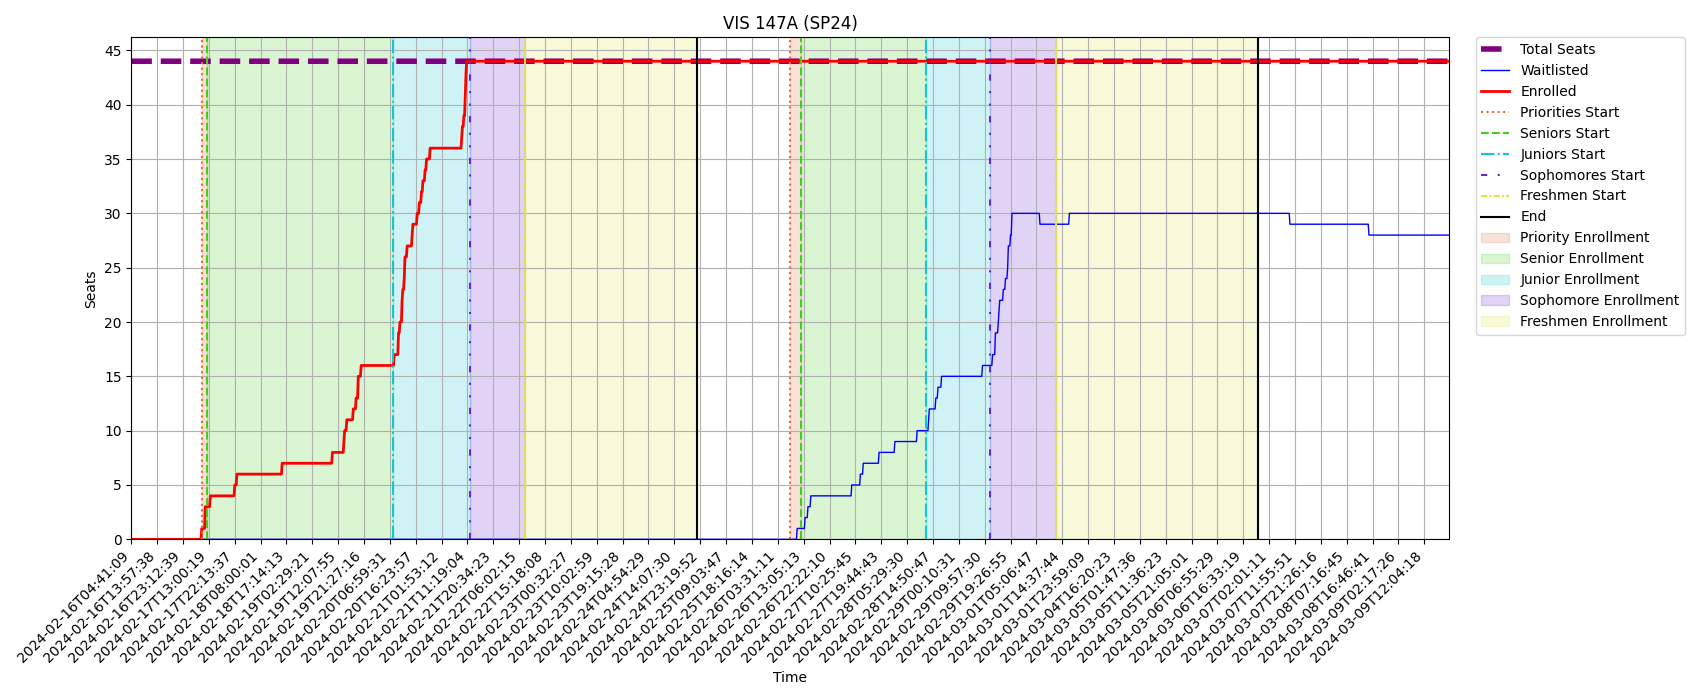 VIS 147A (SP24)
Seats
45
40
35
30
25
20
15
10
5
0
2024-02-16T04:41:09
2024-02-16T13:57:38
2024-02-16T23:12:39
2024-02-17T13:00:19
2024-02-17T22:13:37
2024-02-18T08:00:01
2024-02-18T17:14:13
2024-02-19T02:29:21
2024-02-19T12:07:55
2024-02-19T21:27:16
2024-02-20T06:59:31
2024-02-20T16:23:57
2024-02-21T01:53:12
2024-02-21T11:19:04
2024-02-21T20:34:23
2024-02-22T06:02:15
2024-02-22T15:18:08
2024-02-23T00:32:27
2024-02-23T10:02:59
2024-02-23T19:15:28
2024-02-24T04:54:29
2024-02-24T14:07:30
2024-02-24T23:19:52
2024-02-25T09:03:47
2024-02-25T18:16:14
2024-02-26T03:31:11
2024-02-26T13:05:13
2024-02-26T22:22:10
2024-02-27T10:25:45
2024-02-27T19:44:43
2024-02-28T05:29:30
2024-02-28T14:50:47
2024-02-29T00:10:31
2024-02-29T09:57:30
2024-02-29T19:26:55
2024-03-01T05:06:47
2024-03-01T14:37:44
2024-03-01T23:59:09
2024-03-04T16:20:23
2024-03-05T01:47:36
2024-03-05T11:36:23
2024-03-05T21:05:01
2024-03-06T06:55:29
2024-03-06T16:33:19
2024-03-07T02:01:11
2024-03-07T11:55:51
2024-03-07T21:26:16
2024-03-08T07:16:45
2024-03-08T16:46:41
2024-03-09T02:17:26
2024-03-09T12:04:18
Time
Total Seats
Waitlisted
Enrolled
Priorities Start
Seniors Start
Juniors Start
Sophomores Start
Freshmen Start
End
Priority Enrollment
Senior Enrollment
Junior Enrollment
Sophomore Enrollment
Freshmen Enrollment